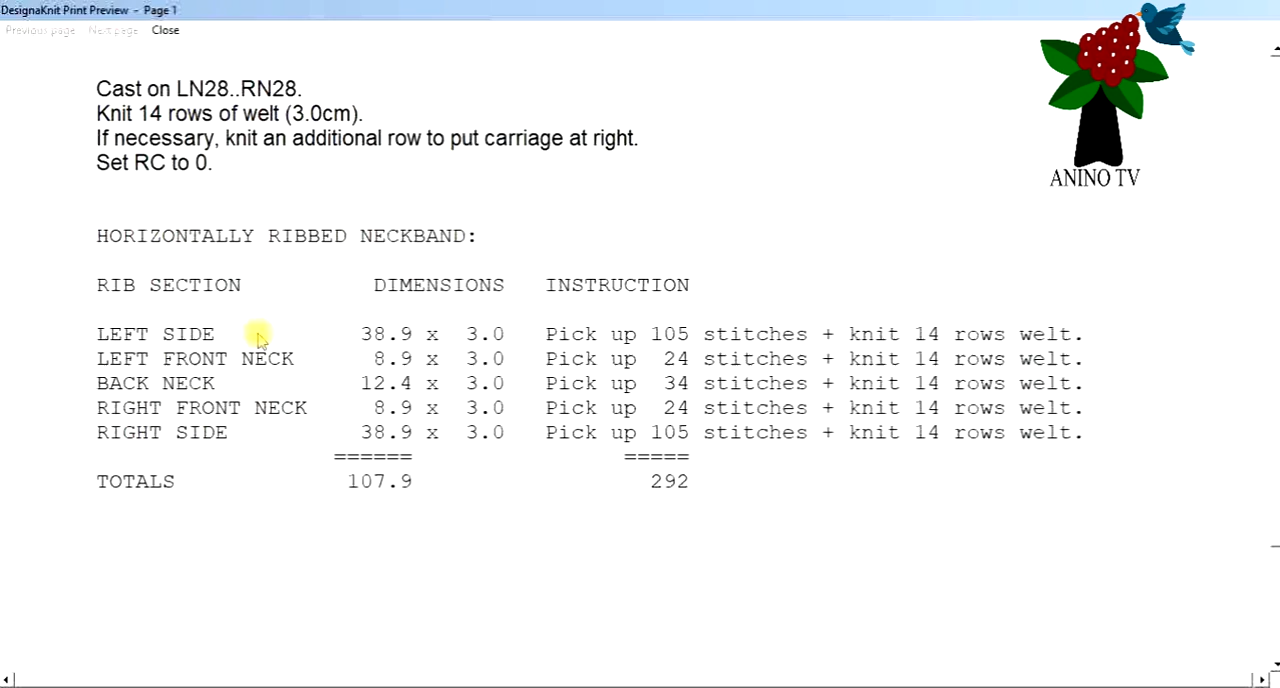 DesignaKnit Print Preview - Page 1
Previous page Next page Close
ANINO TV
Cast on LN28..RN28.
Knit 14 rows of welt (3.0cm).
If necessary, knit an additional row to put carriage at right.
Set RC to 0.
HORIZONTALLY RIBBED NECKBAND:
RIB SECTION DIMENSIONS INSTRUCTION
LEFT SIDE 38.9 x 3.0 Pick up 105 stitches + knit 14 rows welt.
LEFT FRONT NECK 8.9 x 3.0 Pick up 24 stitches + knit 14 rows welt.
BACK NECK 12.4 x 3.0 Pick up 34 stitches + knit 14 rows welt.
RIGHT FRONT NECK 8.9 x 3.0 Pick up 24 stitches + knit 14 rows welt.
RIGHT SIDE 38.9 x 3.0 Pick up 105 stitches + knit 14 rows welt.
====== =====
TOTALS 107.9 292